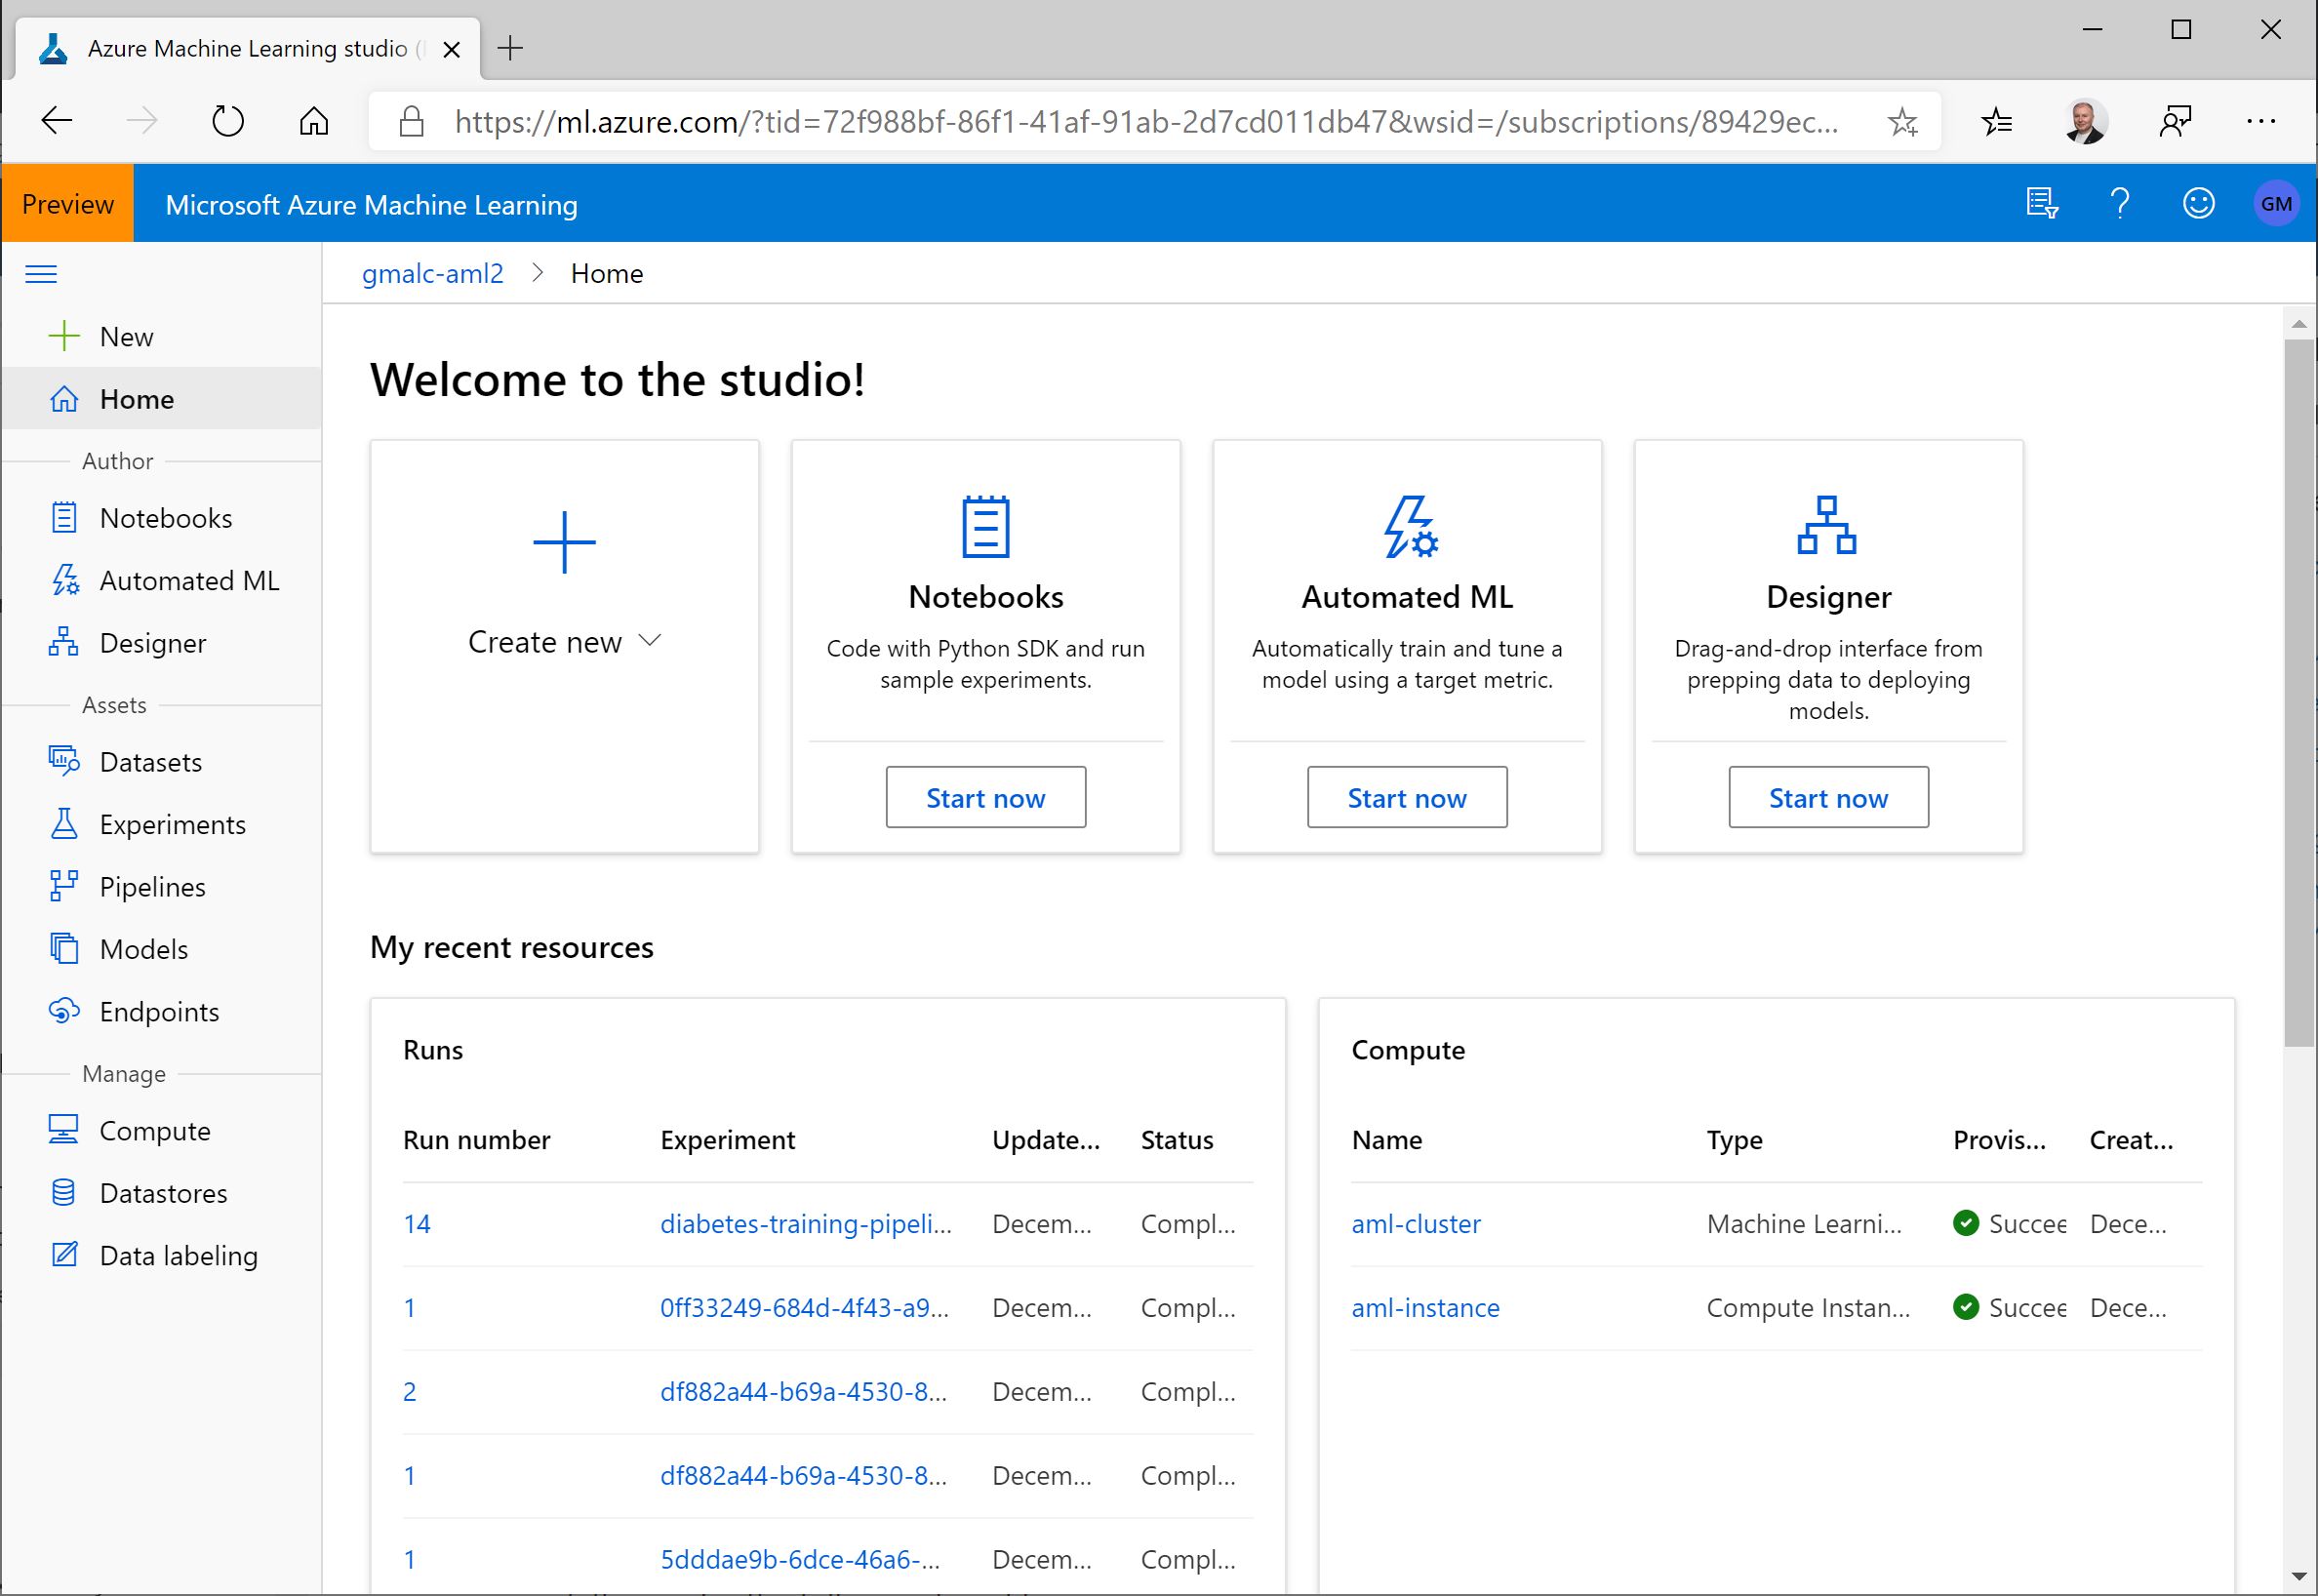 Azure Machine Learning studio (
https://ml.azure.com/?tid=72f988bf-86f1-41af-91ab-2d7cd011db47&wsid=/subscriptions/89429ec...
Preview
Microsoft Azure Machine Learning
GM
gmalc-aml2 > Home
New
Home
Author
Notebooks
Automated ML
Designer
Assets
Datasets
Experiments
Pipelines
Models
Endpoints
Manage
Compute
Datastores
Data labeling
Welcome to the studio!
Create new
Notebooks
Code with Python SDK and run
sample experiments.
Start now
Automated ML
Automatically train and tune a
model using a target metric.
Start now
Designer
Drag-and-drop interface from
prepping data to deploying
models.
Start now
My recent resources
Runs
Run number Experiment Update... Status
14 diabetes-training-pipeli... Decem... Compl...
1 0ff33249-684d-4f43-a9... Decem... Compl...
2 df882a44-b69a-4530-8... Decem... Compl...
1 df882a44-b69a-4530-8... Decem... Compl...
1 5dddae9b-6dce-46a6-... Decem... Compl...
Compute
Name Type Provis... Creat...
aml-cluster Machine Learni... Succee Dece...
aml-instance Compute Instan... Succee Dece...